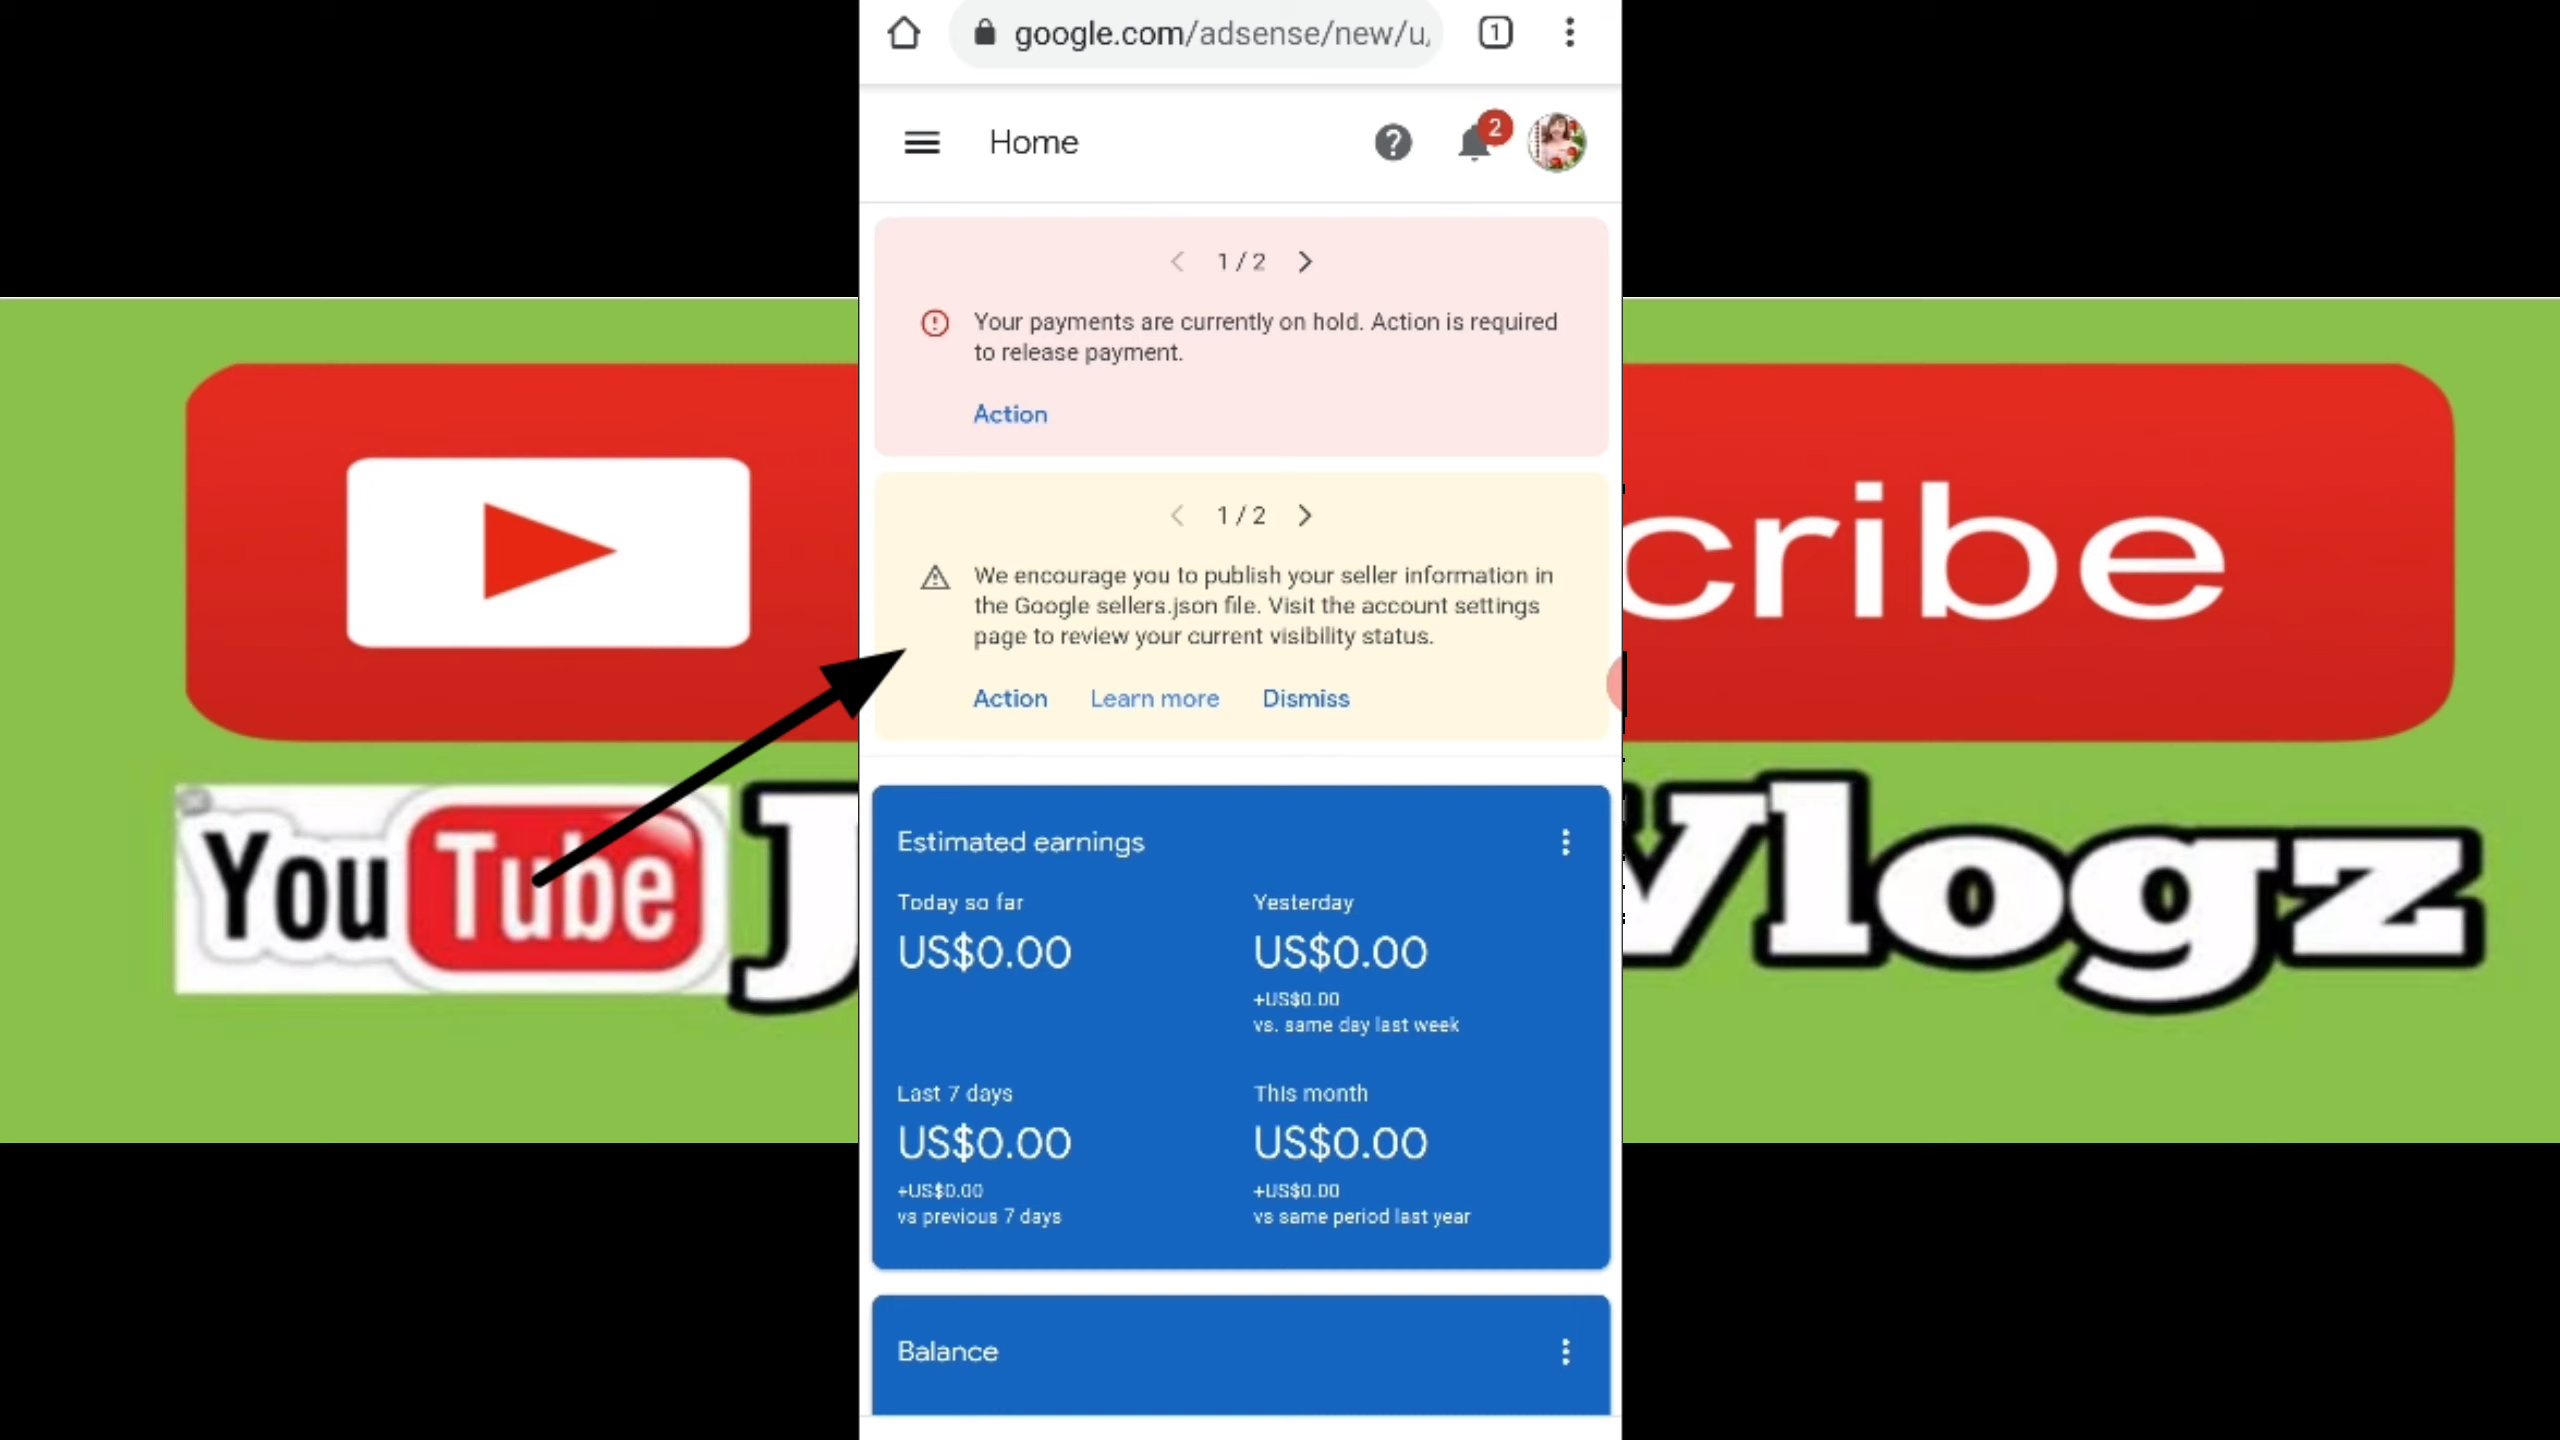 google.com/adsense/new/u
1
Home
2
1 / 2
Your payments are currently on hold. Action is required
to release payment.
Action
1 / 2
We encourage you to publish your seller information in
the Google sellers.json file. Visit the account settings
page to review your current visibility status.
Action Learn more Dismiss
cribe
YouTube J
Vlogz
Estimated earnings
Today so far
US$0.00
Yesterday
US$0.00
+US$0.00
vs. same day last week
Last 7 days
US$0.00
+US$0.00
vs previous 7 days
This month
US$0.00
+US$0.00
vs same period last year
Balance